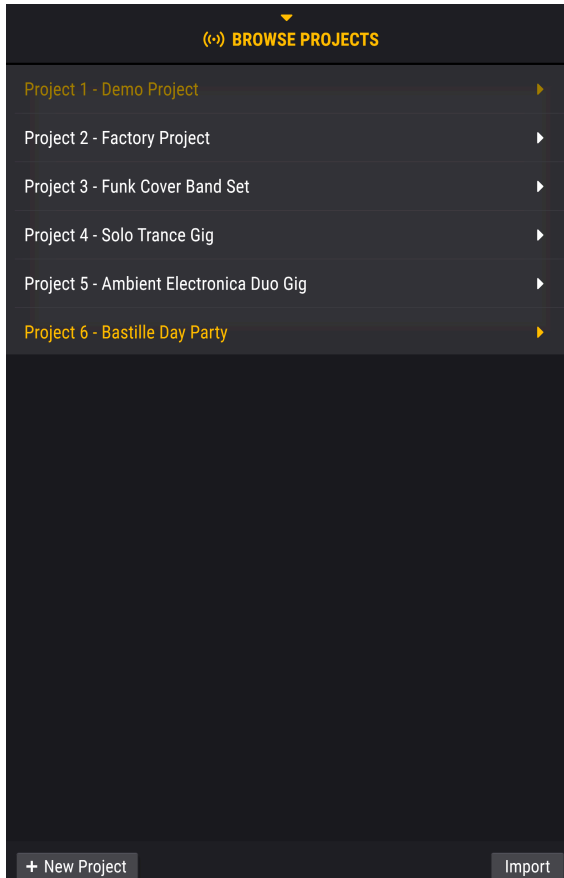 BROWSE PROJECTS
Project 1 - Demo Project
Project 2 - Factory Project
Project 3 - Funk Cover Band Set
Project 4 - Solo Trance Gig
Project 5 - Ambient Electronica Duo Gig
Project 6 - Bastille Day Party
+ New Project
Import